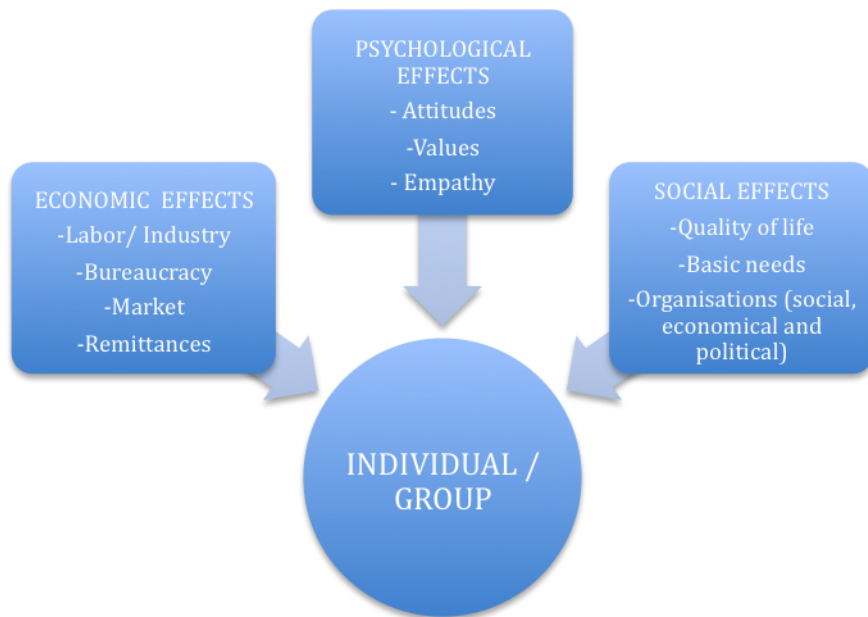 PSYCHOLOGICAL
EFFECTS
- Attitudes
-Values
- Empathy
ECONOMIC EFFECTS
-Labor/ Industry
-Bureaucracy
-Market
-Remittances
SOCIAL EFFECTS
-Quality of life
-Basic needs
-Organisations (social,
economical and
political)
INDIVIDUAL /
GROUP